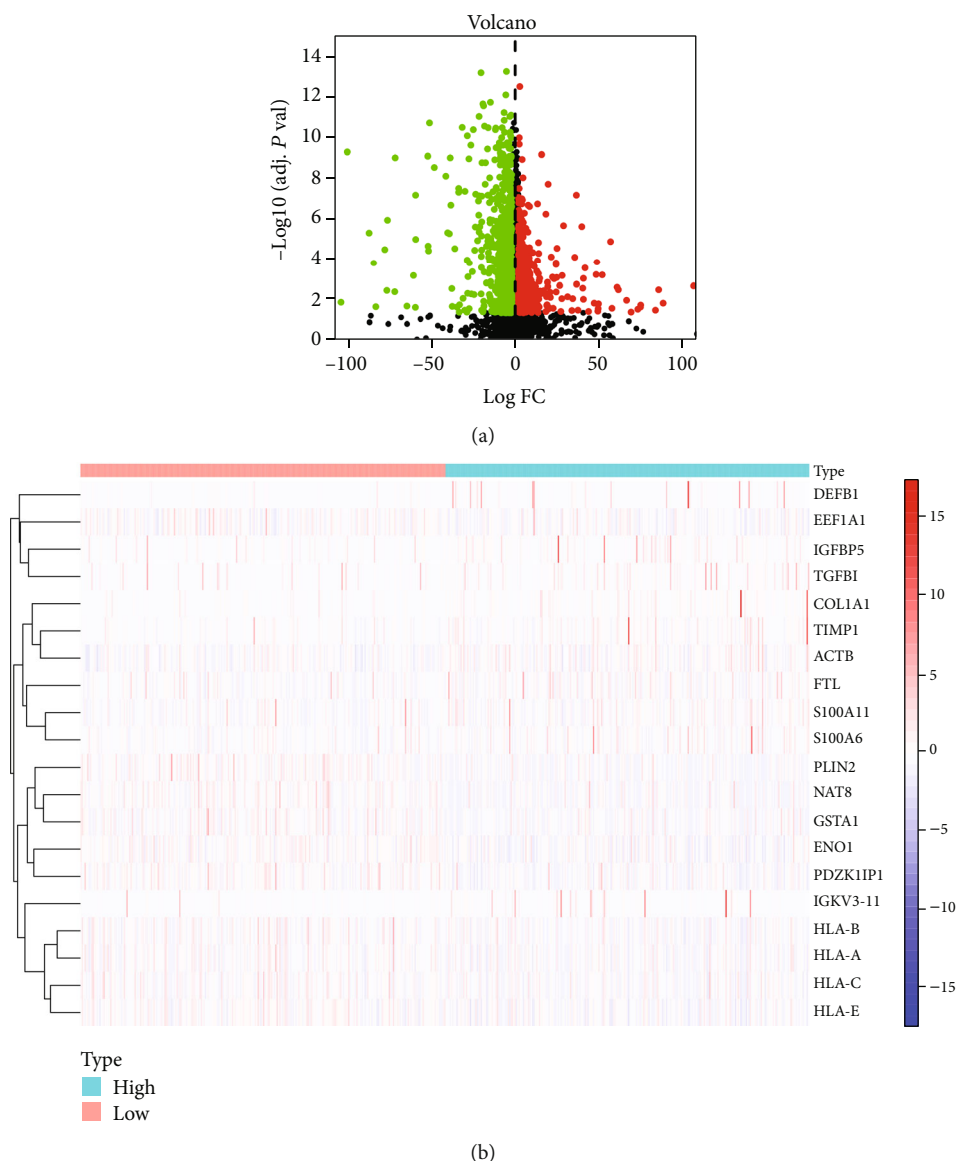 Volcano
14
12
10
8
6
4
2
0
–Log10 (adj. P val)
–100
–50
0
50
100
Log FC
(a)
Type
DEFB1
EEF1A1
IGFBP5
TGFBI
COL1A1
TIMP1
ACTB
FTL
S100A11
S100A6
PLIN2
NAT8
GSTA1
ENO1
PDZK1IP1
IGKV3-11
HLA-B
HLA-A
HLA-C
HLA-E
15
10
5
0
−5
−10
−15
Type
High
Low
(b)